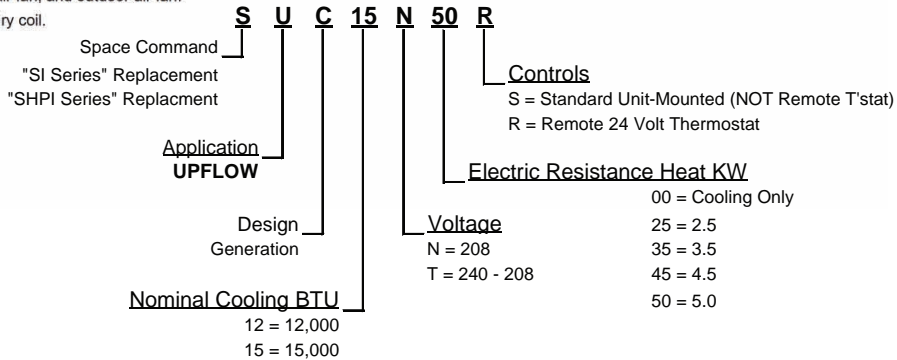 ry coil.
S U C 15 N 50 R
Space Command
"SI Series" Replacement
"SHPI Series" Replacment
Controls
S = Standard Unit-Mounted (NOT Remote T'stat)
R = Remote 24 Volt Thermostat
Application
UPFLOW
Electric Resistance Heat KW
00 = Cooling Only
25 = 2.5
35 = 3.5
45 = 4.5
50 = 5.0
Design
Generation
Voltage
N = 208
T = 240 - 208
Nominal Cooling BTU
12 = 12,000
15 = 15,000